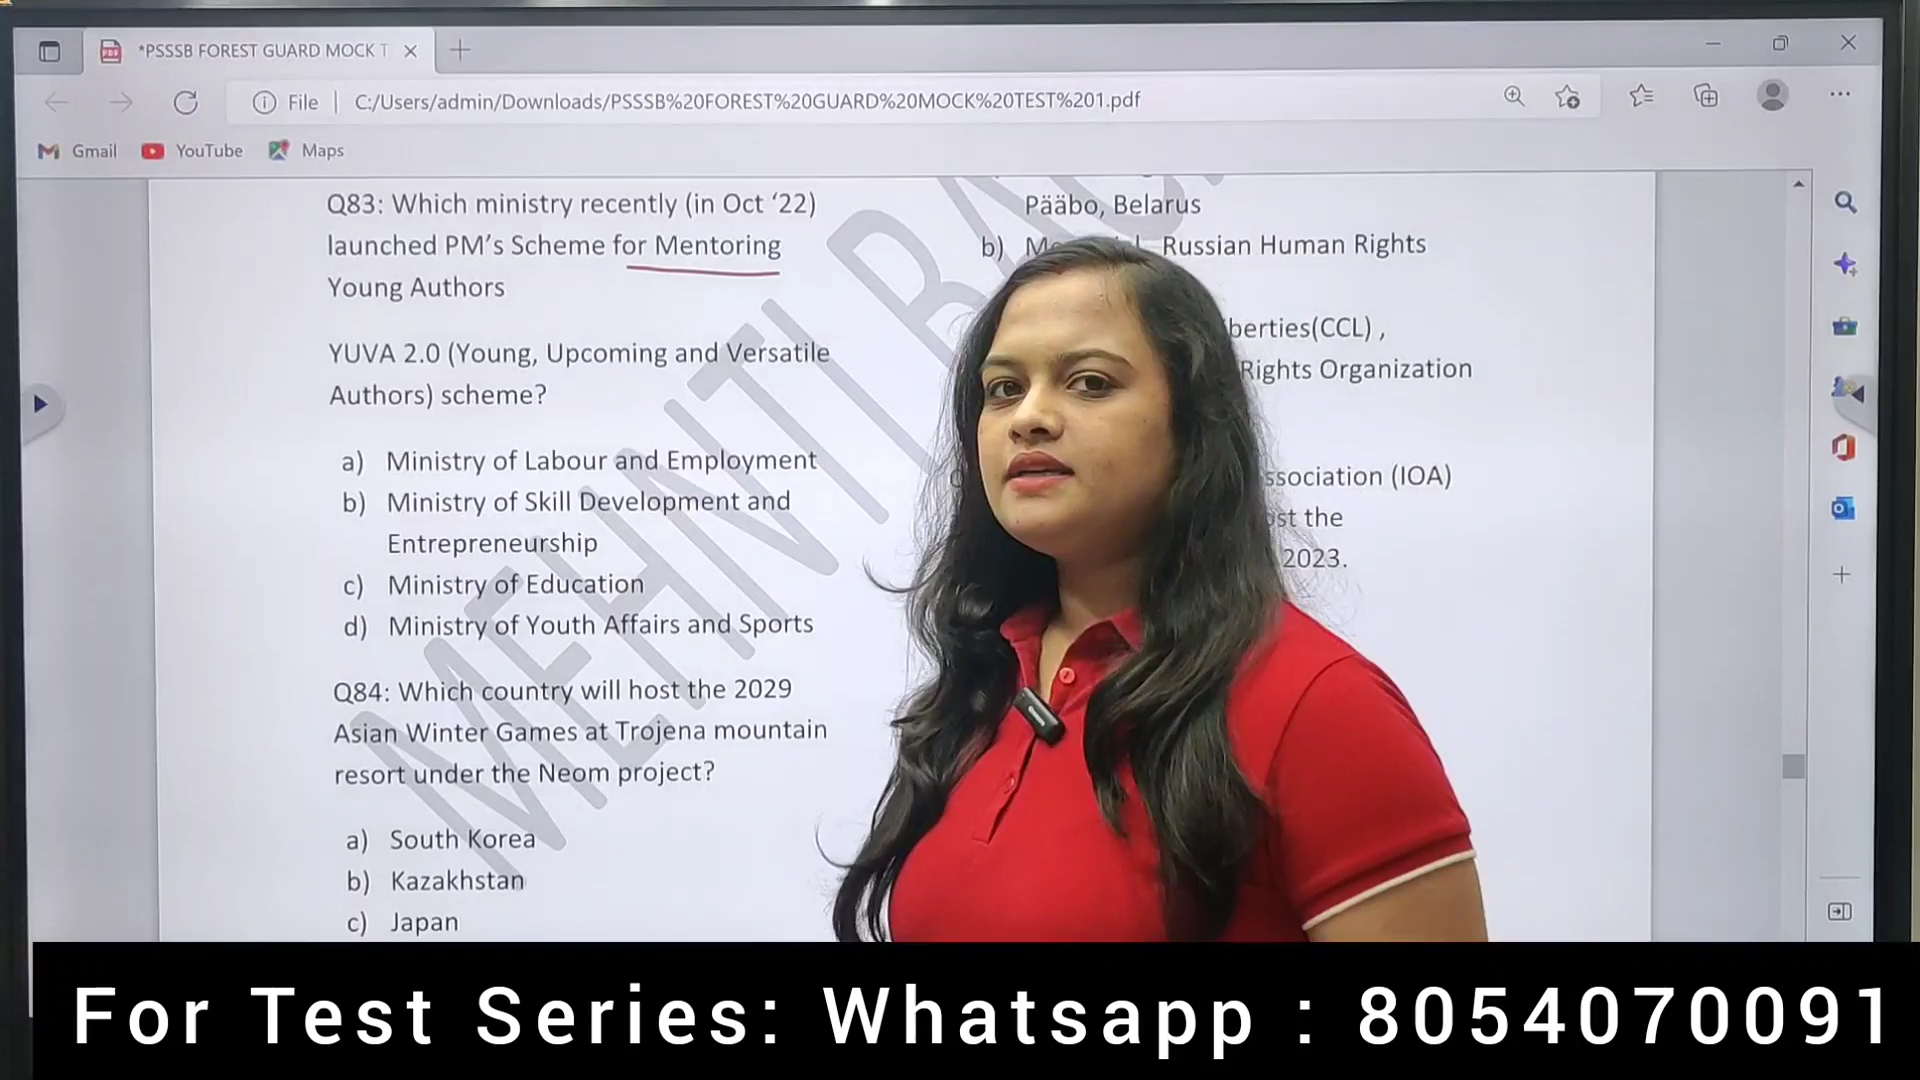 *PSSSB FOREST GUARD MOCK T
File
C:/Users/admin/Downloads/PSSSB%20FOREST%20GUARD%20MOCK%20TEST%201.pdf
Gmail
YouTube
Maps
Q83: Which ministry recently (in Oct ‘22)
launched PM’s Scheme for Mentoring
Young Authors
YUVA 2.0 (Young, Upcoming and Versatile
Authors) scheme?
a) Ministry of Labour and Employment
b) Ministry of Skill Development and
Entrepreneurship
c) Ministry of Education
d) Ministry of Youth Affairs and Sports
Q84: Which country will host the 2029
Asian Winter Games at Trojena mountain
resort under the Neom project?
a) South Korea
b) Kazakhstan
c) Japan
Pääbo, Belarus
b) Russian Human Rights
(CCL) ,
Rights Organization
(IOA)
the
2023.
MEHNTI
For Test Series: Whatsapp : 8054070091